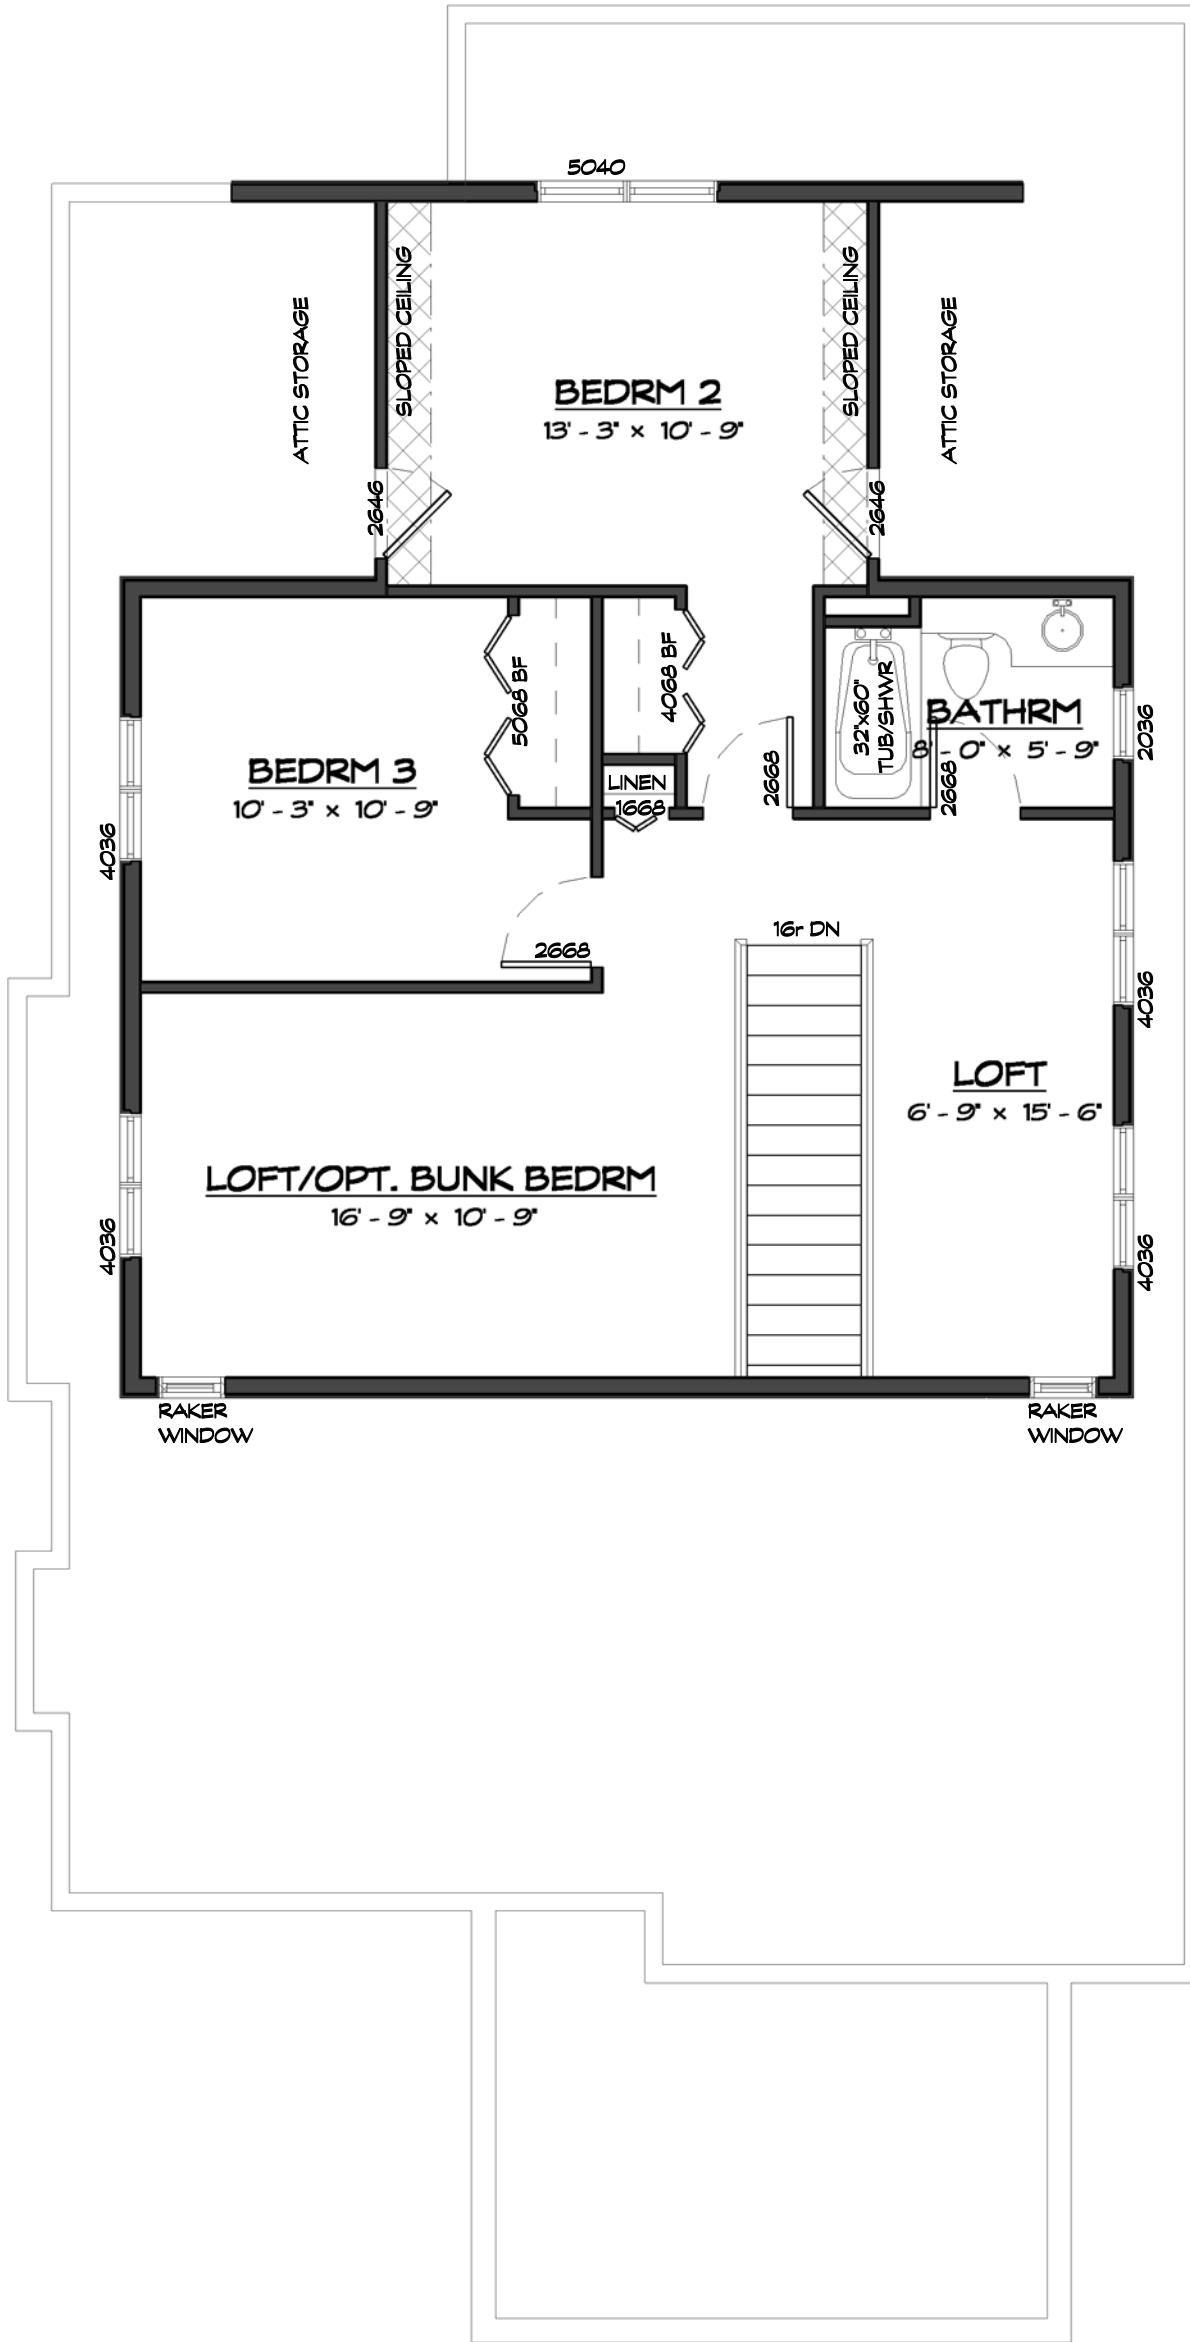 5040
ATTIC STORAGE
SLOPED CEILING
SLOPED CEILING
ATTIC STORAGE
BEDRM 2
13' - 3" x 10' - 9"
2646
2646
5068 BF
4068 BF
32"x60"
TUB/SHWR
BATHRM
8' - 0" x 5' - 9"
2036
BEDRM 3
10' - 3" x 10' - 9"
LINEN
1668
2668
2668
4036
2668
16r DN
4036
LOFT
6' - 9" x 15' - 6"
LOFT/OPT. BUNK BEDRM
16' - 9" x 10' - 9"
4036
4036
RAKER
WINDOW
RAKER
WINDOW